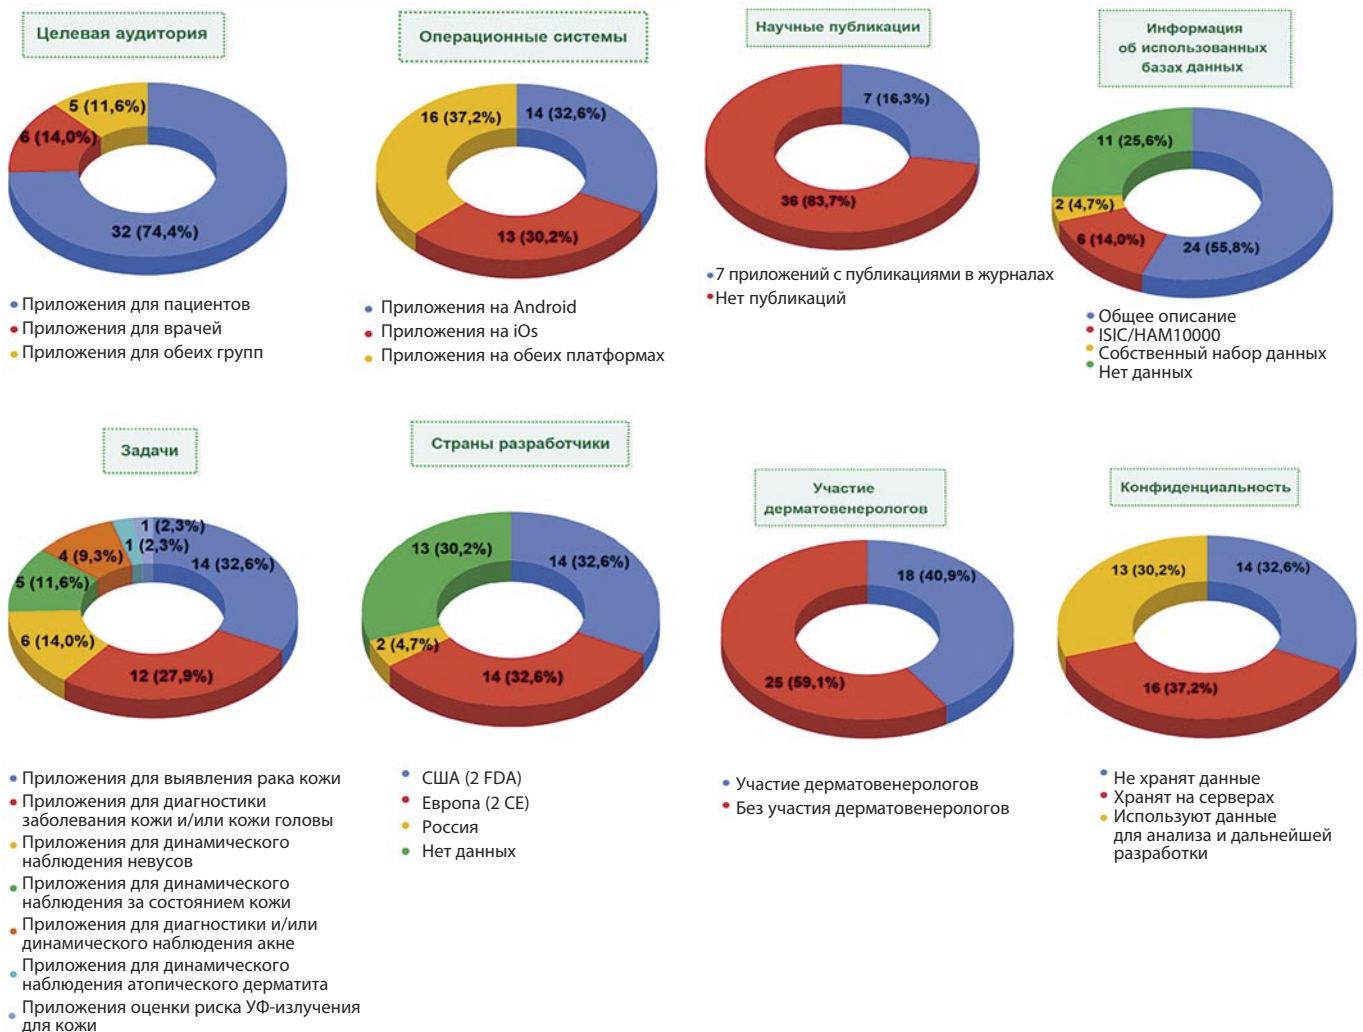 Целевая аудитория
5 (11,6%)
6 (14,0%)
32 (74,4%)
Приложения для пациентов
Приложения для врачей
Приложения для обеих групп
Операционные системы
16 (37,2%)
14 (32,6%)
13 (30,2%)
Приложения на Android
Приложения на iOs
Приложения на обеих платформах
Научные публикации
7 (16,3%)
36 (83,7%)
7 приложений с публикациями в журналах
Нет публикаций
Информация
об использованных
базах данных
11 (25,6%)
2 (4,7%)
6 (14,0%)
24 (55,8%)
Общее описание
ISIC/HAM10000
Собственный набор данных
Нет данных
Задачи
1 (2,3%)
1 (2,3%)
4 (9,3%)
14 (32,6%)
5 (11,6%)
6 (14,0%)
12 (27,9%)
Приложения для выявления рака кожи
Приложения для диагностики
заболевания кожи и/или кожи головы
Приложения для динамического
наблюдения невусов
Приложения для динамического
наблюдения за состоянием кожи
Приложения для диагностики и/или
динамического наблюдения акне
Приложения для динамического
наблюдения атопического дерматита
Приложения оценки риска УФ-излучения
для кожи
Страны разработчики
13 (30,2%)
14 (32,6%)
2 (4,7%)
14 (32,6%)
США (2 FDA)
Европа (2 CE)
Россия
Нет данных
Участие
дерматовенерологов
18 (40,9%)
25 (59,1%)
Участие дерматовенерологов
Без участия дерматовенерологов
Конфиденциальность
13 (30,2%)
14 (32,6%)
16 (37,2%)
Не хранят данные
Хранят на серверах
Используют данные
для анализа и дальнейшей
разработки